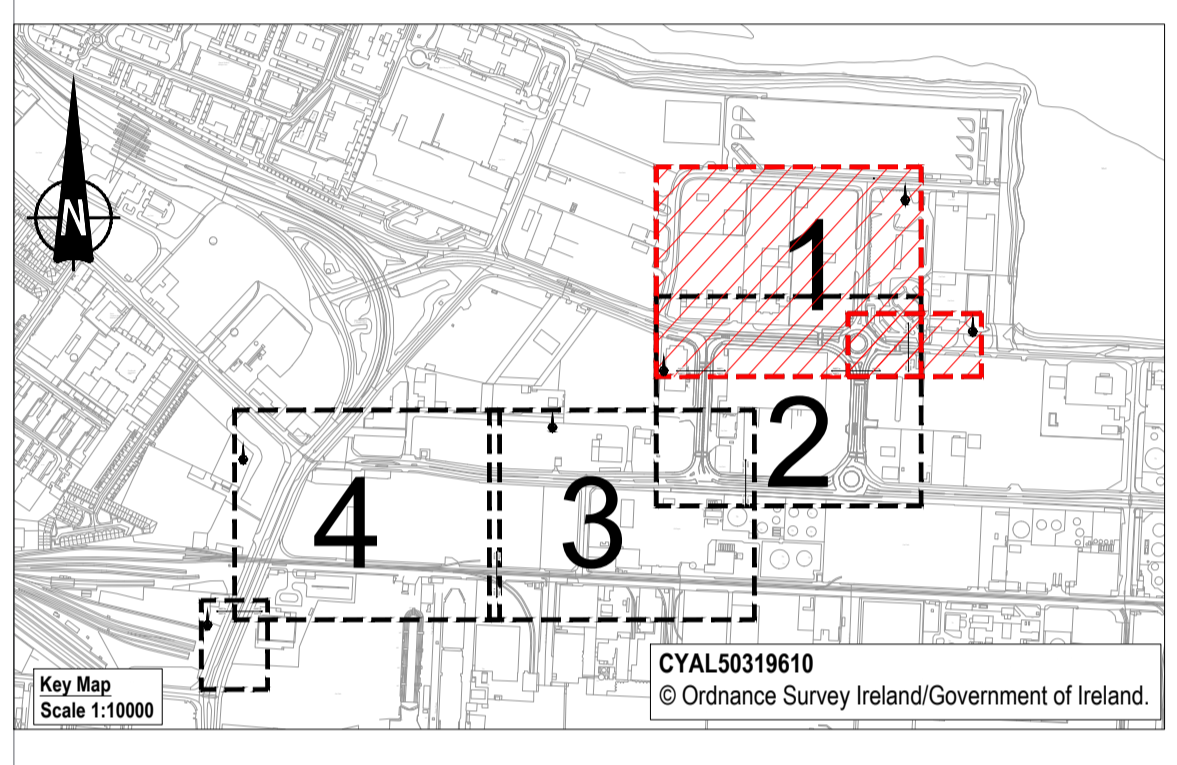 N
1
2
3
4
Key Map
Scale 1:10000
CYAL50319610
© Ordnance Survey Ireland/Government of Ireland.